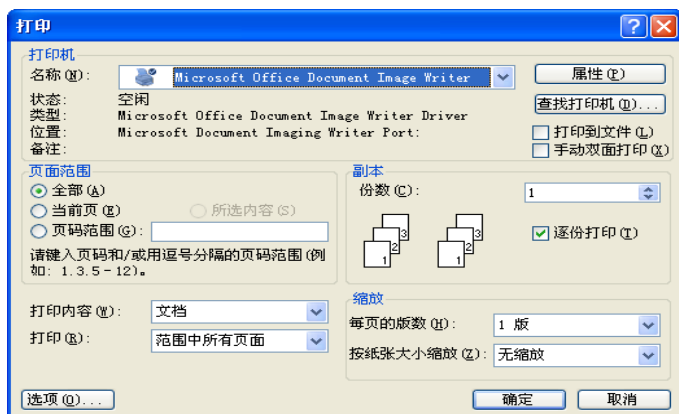 打印
打印机
名称(N): Microsoft Office Document Image Writer 属性(P)
状态: 空闲 查找打印机(D)...
类型: Microsoft Office Document Image Writer Driver
位置: Microsoft Document Imaging Writer Port: 打印到文件(L)
备注: 手动双面打印(X)
页面范围
全部(A)
当前页(E) 所选内容(S)
页码范围(G):
请键入页码和/或用逗号分隔的页码范围(例
如: 1.3.5-12)。
副本
份数(C): 1
1 2 3 1 2 3 逐份打印(T)
打印内容(W): 文档
打印(R): 范围中所有页面
缩放
每页的版数(H): 1 版
按纸张大小缩放(Z): 无缩放
选项(O)... 确定 取消